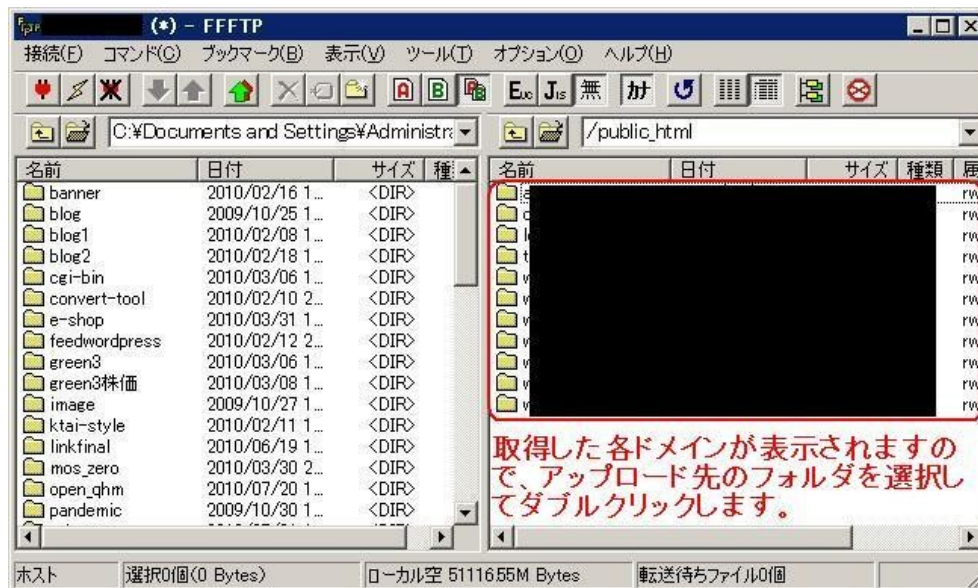 (*) - FFFTP
接続(F) コマンド(C) ブックマーク(B) 表示(V) ツール(T) オプション(O) ヘルプ(H)
A B Euc Jis 無 ｶﾅ
C:¥Documents and Settings¥Administr
/public_html
名前 日付 サイズ 種
banner 2010/02/16 1... <DIR>
blog 2009/10/25 1... <DIR>
blog1 2010/02/08 1... <DIR>
blog2 2010/02/18 1... <DIR>
cgi-bin 2010/03/06 1... <DIR>
convert-tool 2010/02/10 2... <DIR>
e-shop 2010/03/31 1... <DIR>
feedwordpress 2010/02/12 2... <DIR>
green3 2010/03/06 1... <DIR>
green3株価 2010/03/08 1... <DIR>
image 2009/10/27 1... <DIR>
ktai-style 2010/02/11 1... <DIR>
linkfinal 2010/06/19 1... <DIR>
mos_zero 2010/03/30 2... <DIR>
open_qhm 2010/07/20 1... <DIR>
pandemic 2009/10/30 1... <DIR>
名前 日付 サイズ 種類 属
取得した各ドメインが表示されますの
で、アップロード先のフォルダを選択し
てダブルクリックします。
ホスト 選択0個(0 Bytes) ローカル空 5111655M Bytes 転送待ちファイル0個